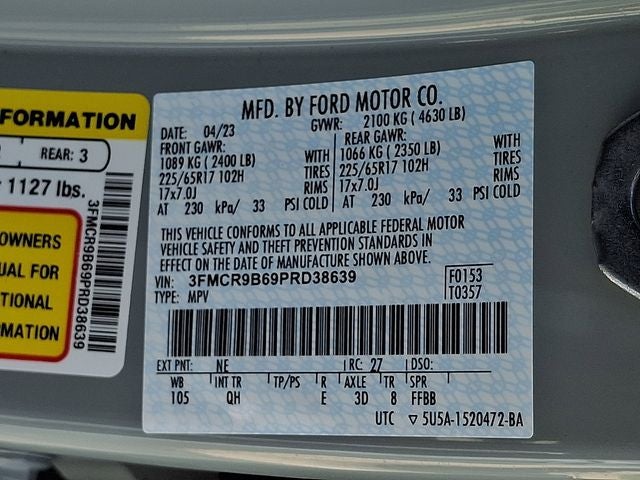 FORMATION
REAR: 3
1127 lbs.
OWNERS
UAL FOR
TIONAL
MATION
3FMCR9B69PRD38639
MFD. BY FORD MOTOR CO.
DATE: 04/23 GVWR: 2100 KG ( 4630 LB)
FRONT GAWR: REAR GAWR:
1089 KG ( 2400 LB) WITH 1066 KG ( 2350 LB) WITH
225/65R17 102H TIRES 225/65R17 102H TIRES
17x7.0J RIMS 17x7.0J RIMS
AT 230 kPa/ 33 PSI COLD AT 230 kPa/ 33 PSI COLD
THIS VEHICLE CONFORMS TO ALL APPLICABLE FEDERAL MOTOR
VEHICLE SAFETY AND THEFT PREVENTION STANDARDS IN
EFFECT ON THE DATE OF MANUFACTURE SHOWN ABOVE.
VIN: 3FMCR9B69PRD38639 F0153
TYPE: MPV T0357
EXT PNT: NE RC: 27 DSO:
WB INT TR TP/PS R AXLE TR SPR
105 QH E 3D 8 FFBB
UTC ▽ 5U5A-1520472-BA